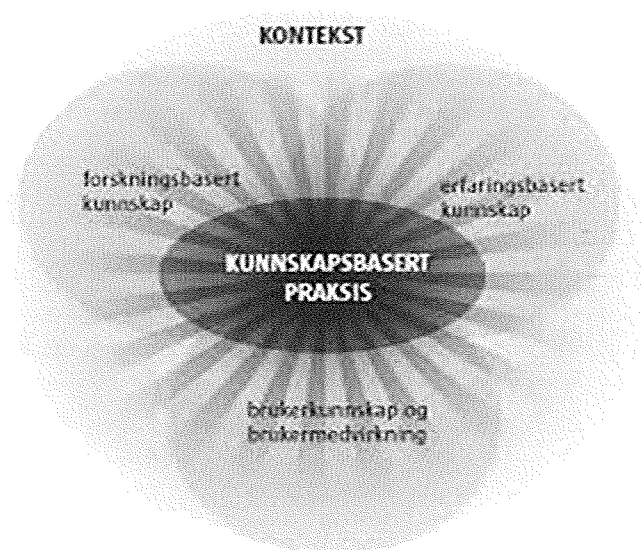 KONTEKST
forskningsbasert
kunnskap
erfaringsbasert
kunnskap
KUNNSKAPSBASERT
PRAKSIS
brukerkunnskap og
brukermedvirkning